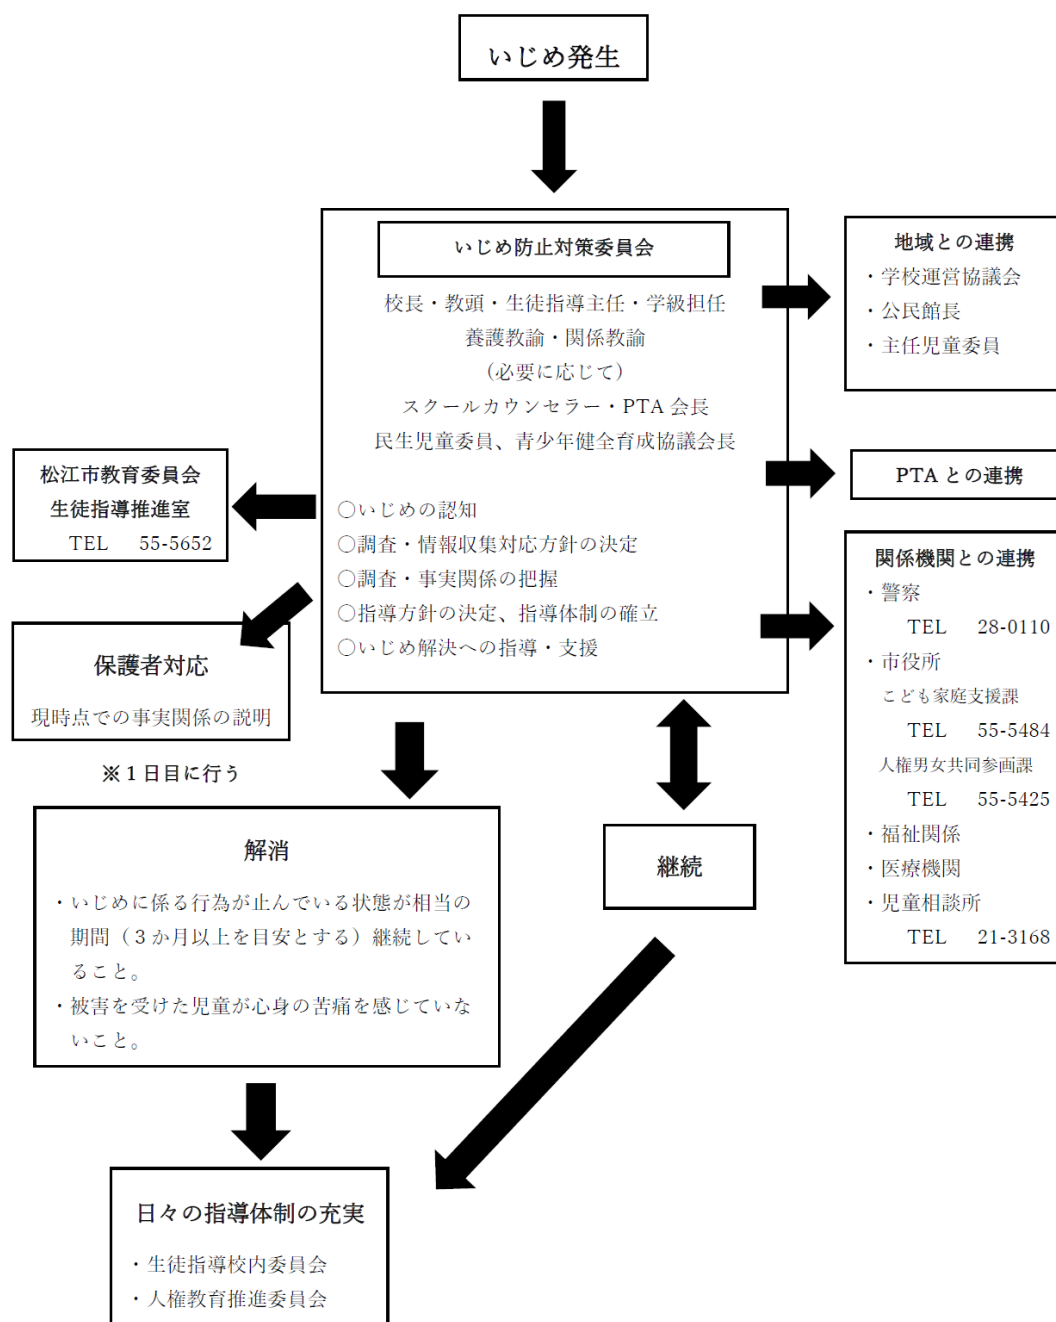 いじめ発生
いじめ防止対策委員会
校長・教頭・生徒指導主任・学級担任
養護教諭・関係教諭
（必要に応じて）
スクールカウンセラー・PTA 会長
民生児童委員、青少年健全育成協議会長
○いじめの認知
○調査・情報収集対応方針の決定
○調査・事実関係の把握
○指導方針の決定、指導体制の確立
○いじめ解決への指導・支援
地域との連携
・学校運営協議会
・公民館長
・主任児童委員
PTA との連携
関係機関との連携
・警察
TEL 28-0110
・市役所
こども家庭支援課
TEL 55-5484
人権男女共同参画課
TEL 55-5425
・福祉関係
・医療機関
・児童相談所
TEL 21-3168
松江市教育委員会
生徒指導推進室
TEL 55-5652
保護者対応
現時点での事実関係の説明
※１日目に行う
解消
・いじめに係る行為が止んでいる状態が相当の
期間（３か月以上を目安とする）継続してい
ること。
・被害を受けた児童が心身の苦痛を感じていな
いこと。
継続
日々の指導体制の充実
・生徒指導校内委員会
・人権教育推進委員会